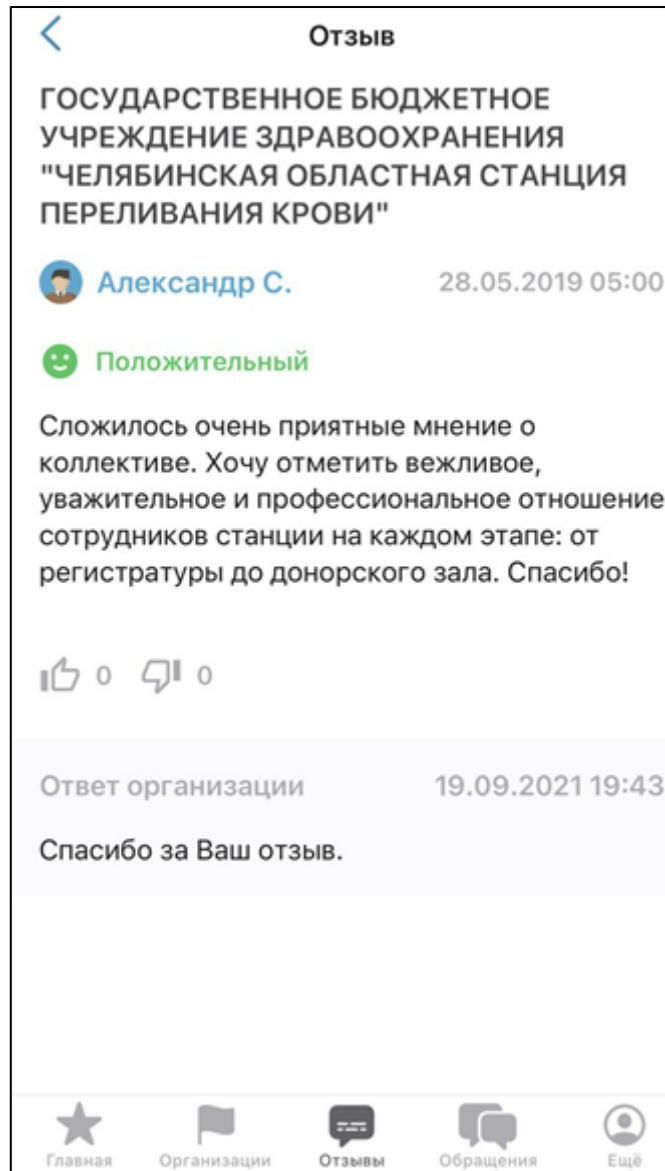 Отзыв
ГОСУДАРСТВЕННОЕ БЮДЖЕТНОЕ
УЧРЕЖДЕНИЕ ЗДРАВООХРАНЕНИЯ
"ЧЕЛЯБИНСКАЯ ОБЛАСТНАЯ СТАНЦИЯ
ПЕРЕЛИВАНИЯ КРОВИ"
Александр С. 28.05.2019 05:00
Положительный
Сложилось очень приятные мнение о
коллективе. Хочу отметить вежливое,
уважительное и профессиональное отношение
сотрудников станции на каждом этапе: от
регистратуры до донорского зала. Спасибо!
0 0
Ответ организации 19.09.2021 19:43
Спасибо за Ваш отзыв.
Главная Организации Отзывы Обращения Ещё